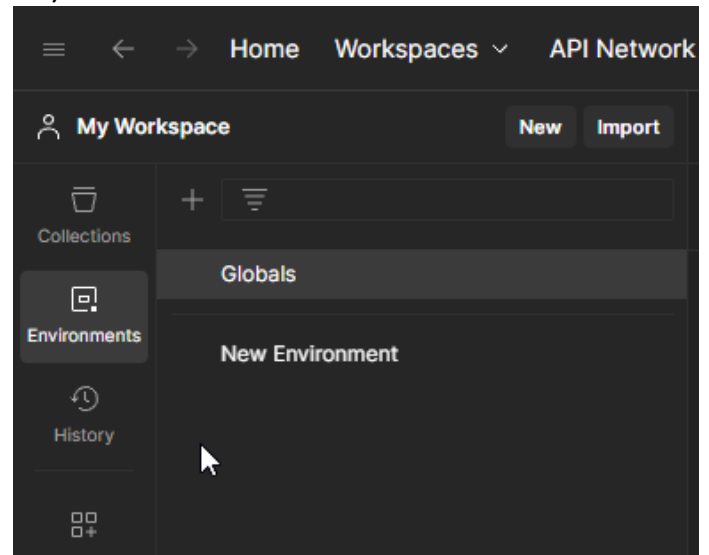 Home Workspaces API Network
My Workspace New Import
Collections
Globals
Environments
New Environment
History